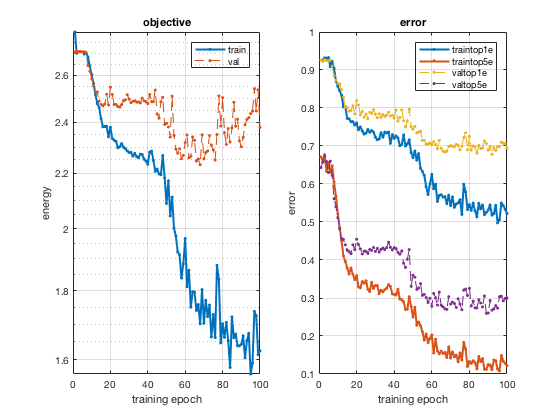 objective
train
val
2.6
2.4
2.2
2
1.8
1.6
energy
0 20 40 60 80 100
training epoch
error
traintop1e
traintop5e
valtop1e
valtop5e
1
0.9
0.8
0.7
0.6
0.5
0.4
0.3
0.2
0.1
error
0 20 40 60 80 100
training epoch